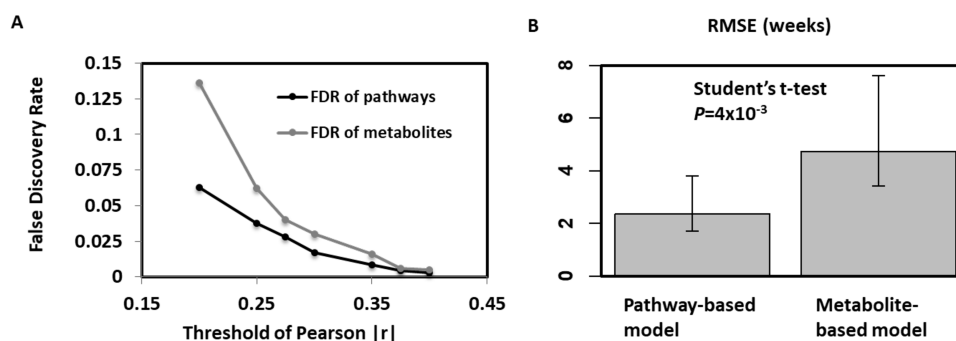 A
0.15
0.125
0.1
0.075
0.05
0.025
0
False Discovery Rate
FDR of pathways
FDR of metabolites
0.15
0.25
0.35
0.45
Threshold of Pearson |r|
B
RMSE (weeks)
8
6
4
2
0
Student's t-test
P=4x10⁻³
Pathway-based
model
Metabolite-
based model